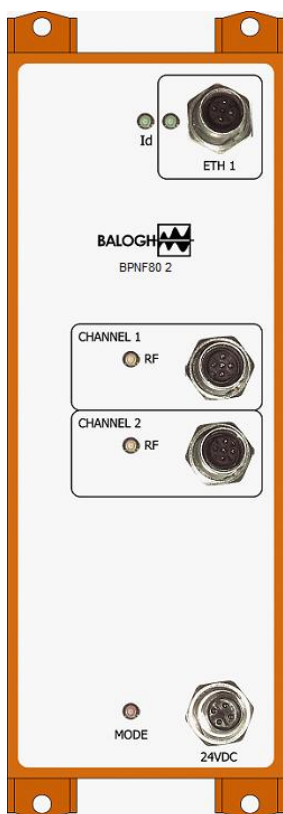 Id
ETH 1
BALOGH
BPNF80 2
CHANNEL 1
RF
CHANNEL 2
RF
MODE
24VDC